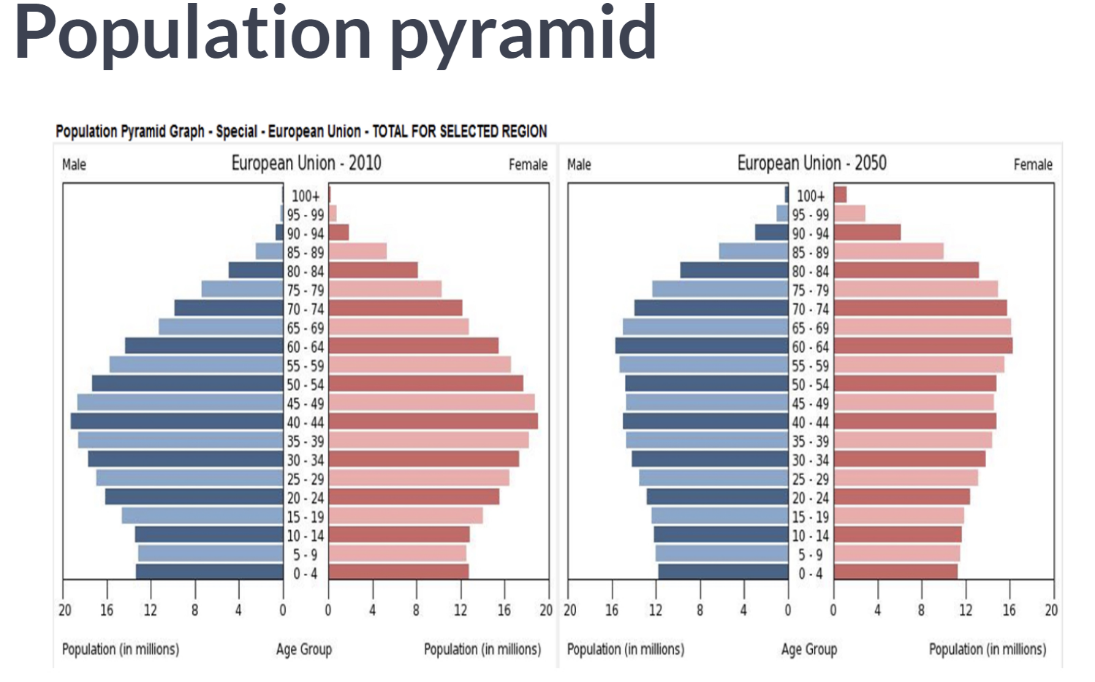 Population pyramid
Population Pyramid Graph - Special - European Union - TOTAL FOR SELECTED REGION
Male European Union - 2010 Female
100+
95 - 99
90 - 94
85 - 89
80 - 84
75 - 79
70 - 74
65 - 69
60 - 64
55 - 59
50 - 54
45 - 49
40 - 44
35 - 39
30 - 34
25 - 29
20 - 24
15 - 19
10 - 14
5 - 9
0 - 4
20 16 12 8 4 0 0 4 8 12 16 20
Population (in millions) Age Group Population (in millions)
Male European Union - 2050 Female
100+
95 - 99
90 - 94
85 - 89
80 - 84
75 - 79
70 - 74
65 - 69
60 - 64
55 - 59
50 - 54
45 - 49
40 - 44
35 - 39
30 - 34
25 - 29
20 - 24
15 - 19
10 - 14
5 - 9
0 - 4
20 16 12 8 4 0 0 4 8 12 16 20
Population (in millions) Age Group Population (in millions)